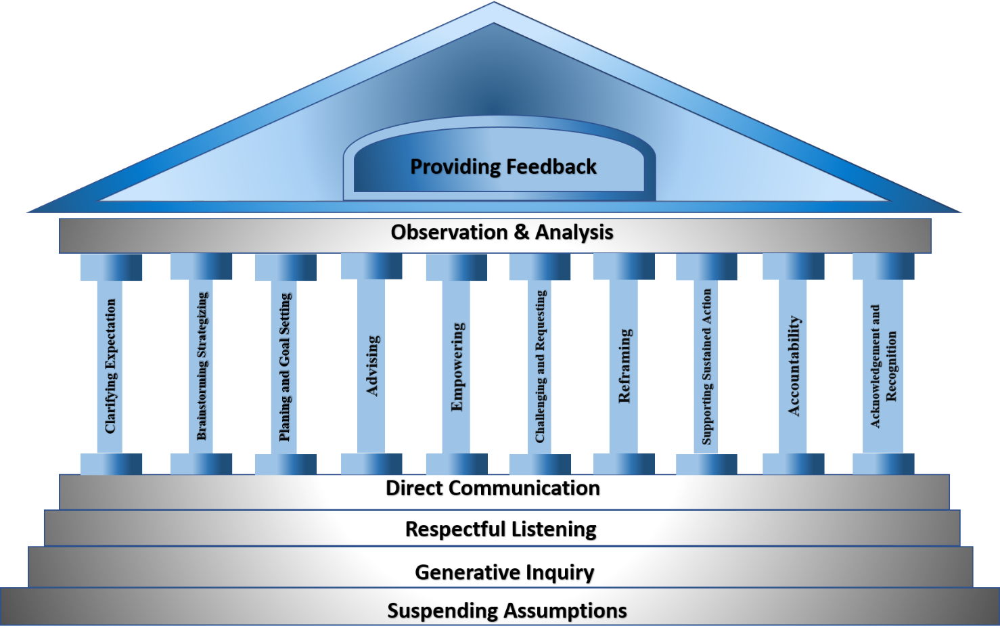 Providing Feedback
Observation & Analysis
Clarifying Expectation
Brainstorming Strategizing
Planing and Goal Setting
Advising
Empowering
Challenging and Requesting
Reframing
Supporting Sustained Action
Accountability
Acknowledgement and
Recognition
Direct Communication
Respectful Listening
Generative Inquiry
Suspending Assumptions